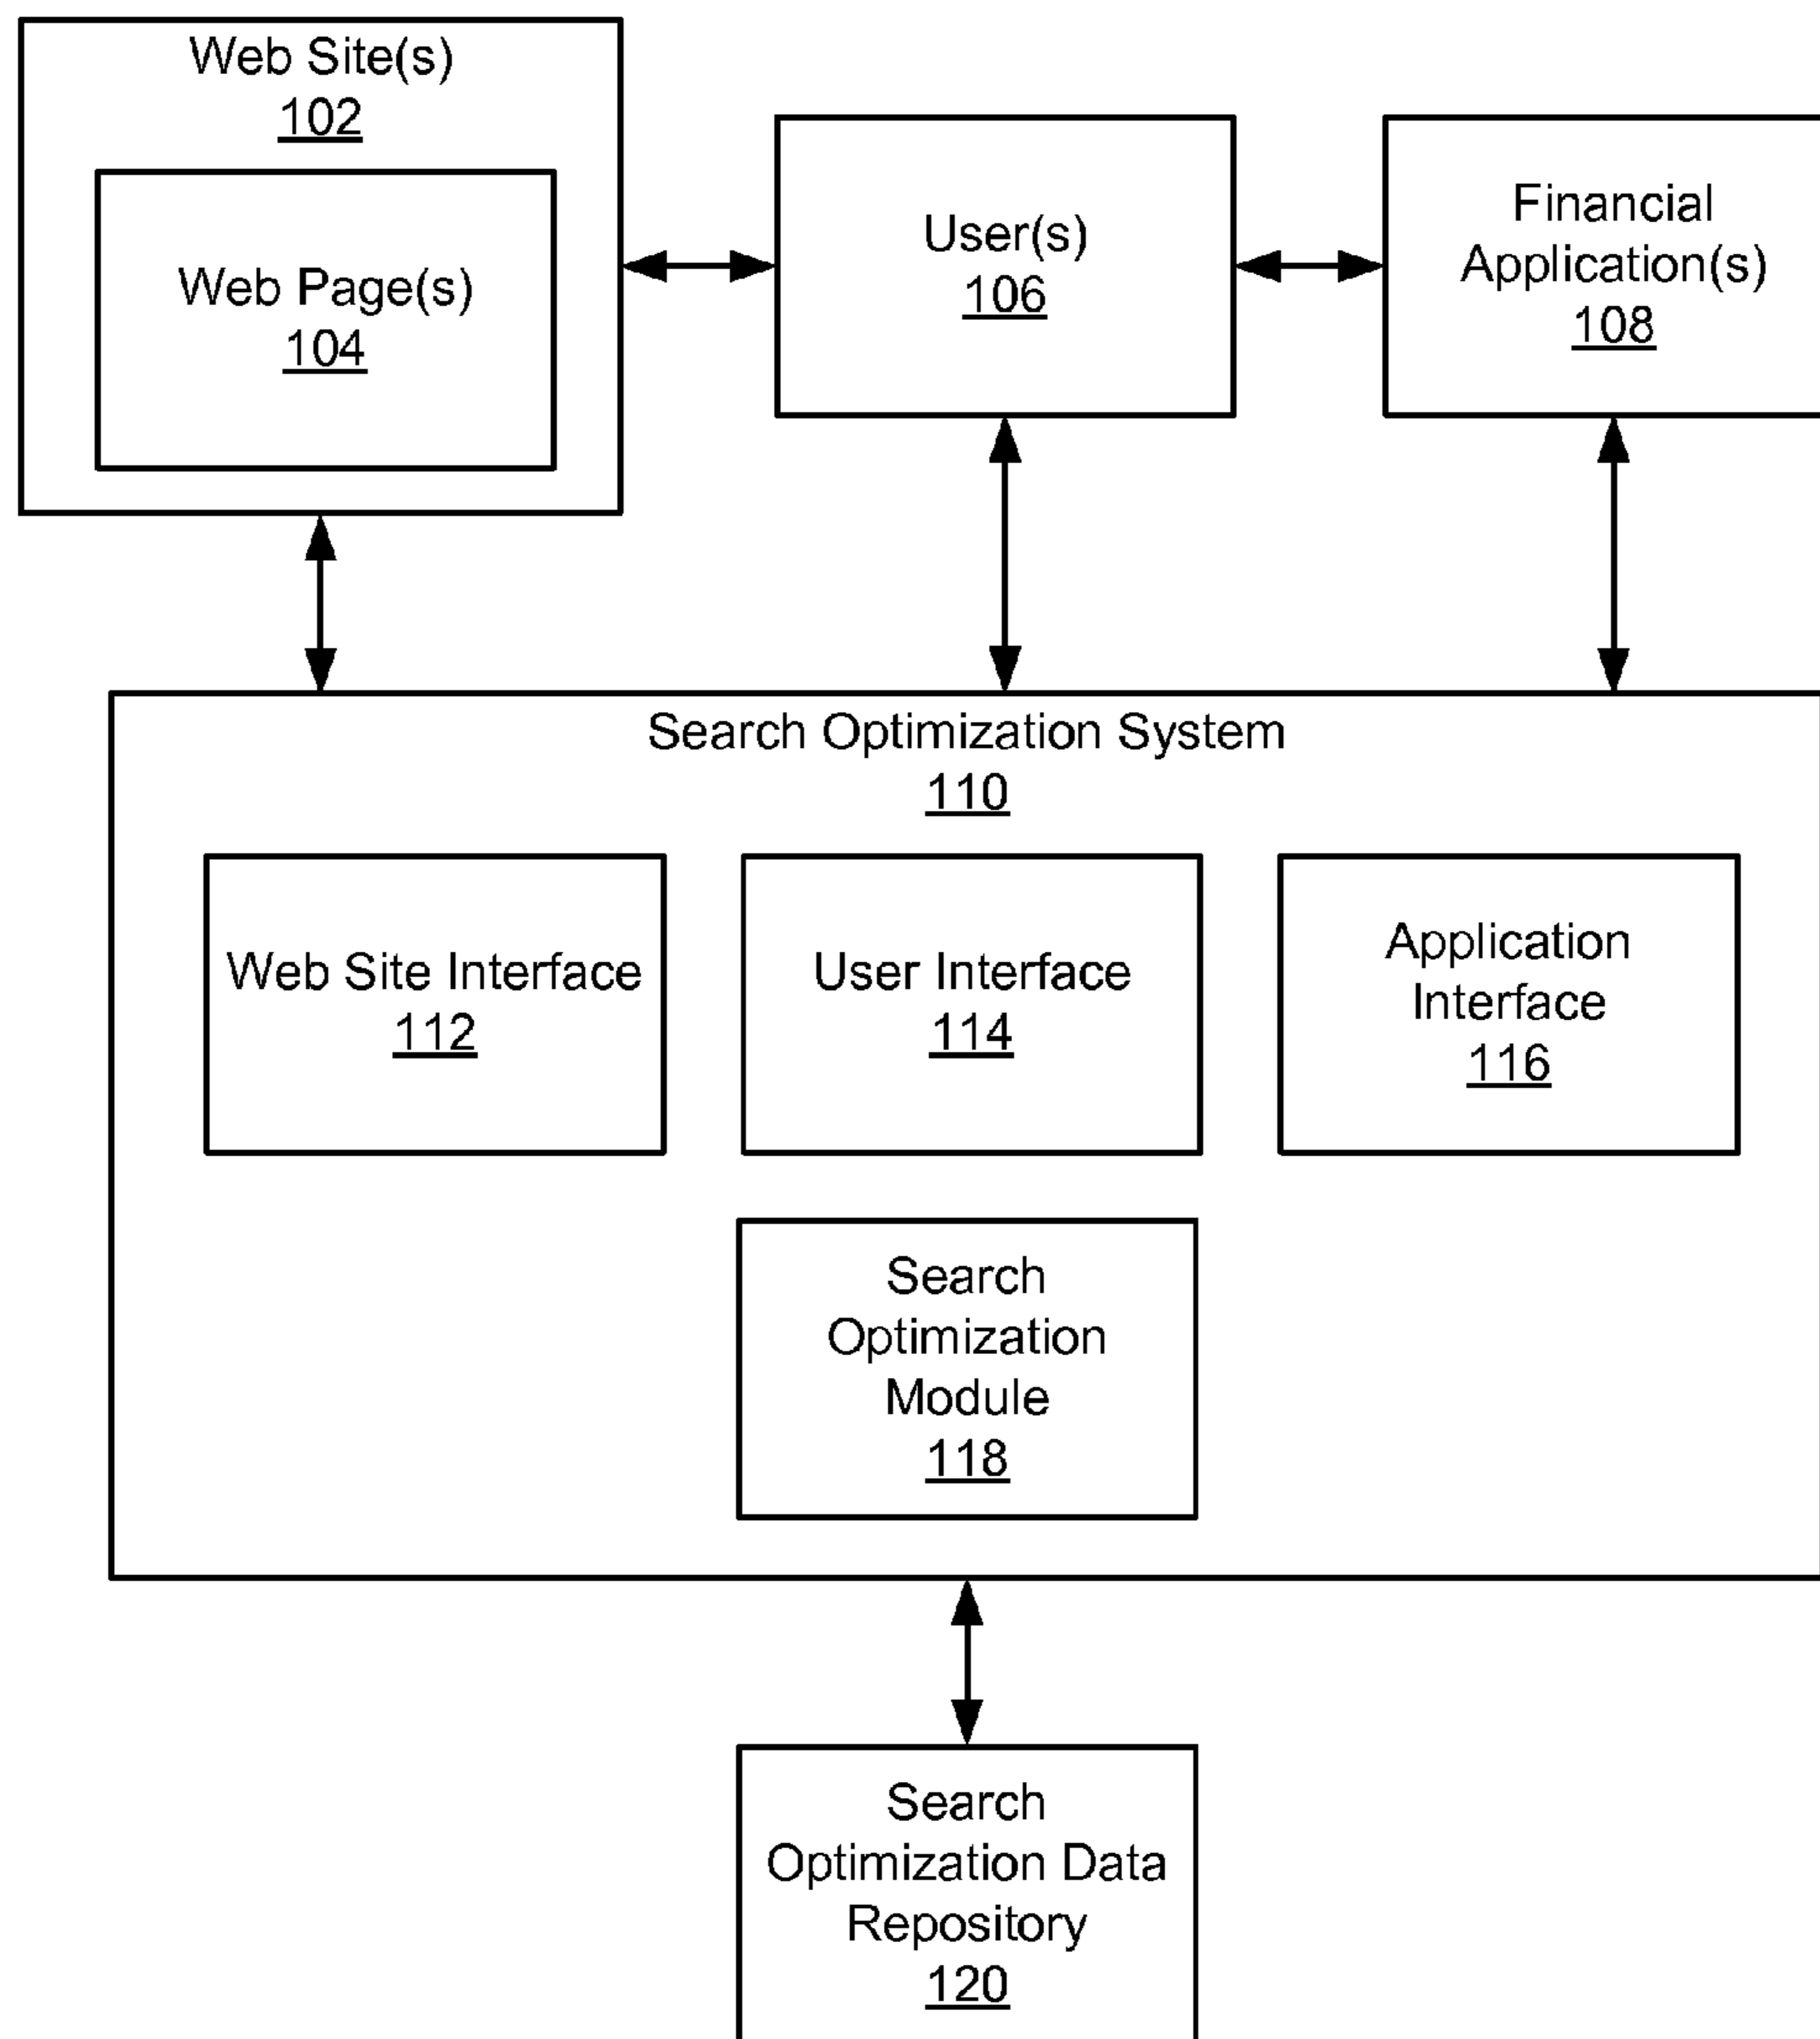 Web Site(s)
102
Web Page(s)
104
User(s)
106
Financial
Application(s)
108
Search Optimization System
110
Web Site Interface
112
User Interface
114
Application
Interface
116
Search
Optimization
Module
118
Search
Optimization Data
Repository
120